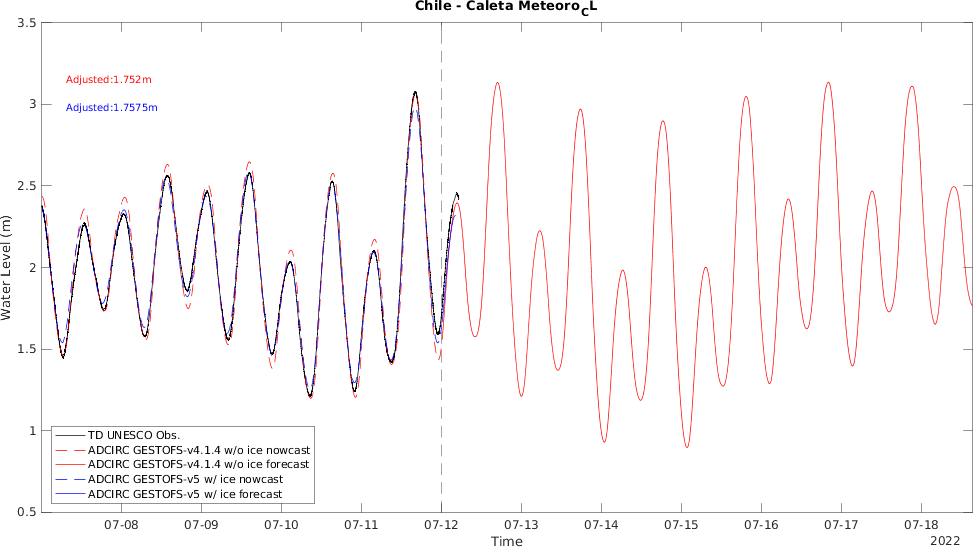 Chile - Caleta Meteoro_CL
3.5
3
2.5
2
1.5
1
0.5
Water Level (m)
Adjusted:1.752m
Adjusted:1.7575m
TD UNESCO Obs.
ADCIRC GESTOFS-v4.1.4 w/o ice nowcast
ADCIRC GESTOFS-v4.1.4 w/o ice forecast
ADCIRC GESTOFS-v5 w/ ice nowcast
ADCIRC GESTOFS-v5 w/ ice forecast
07-08 07-09 07-10 07-11 07-12 07-13 07-14 07-15 07-16 07-17 07-18
Time
2022